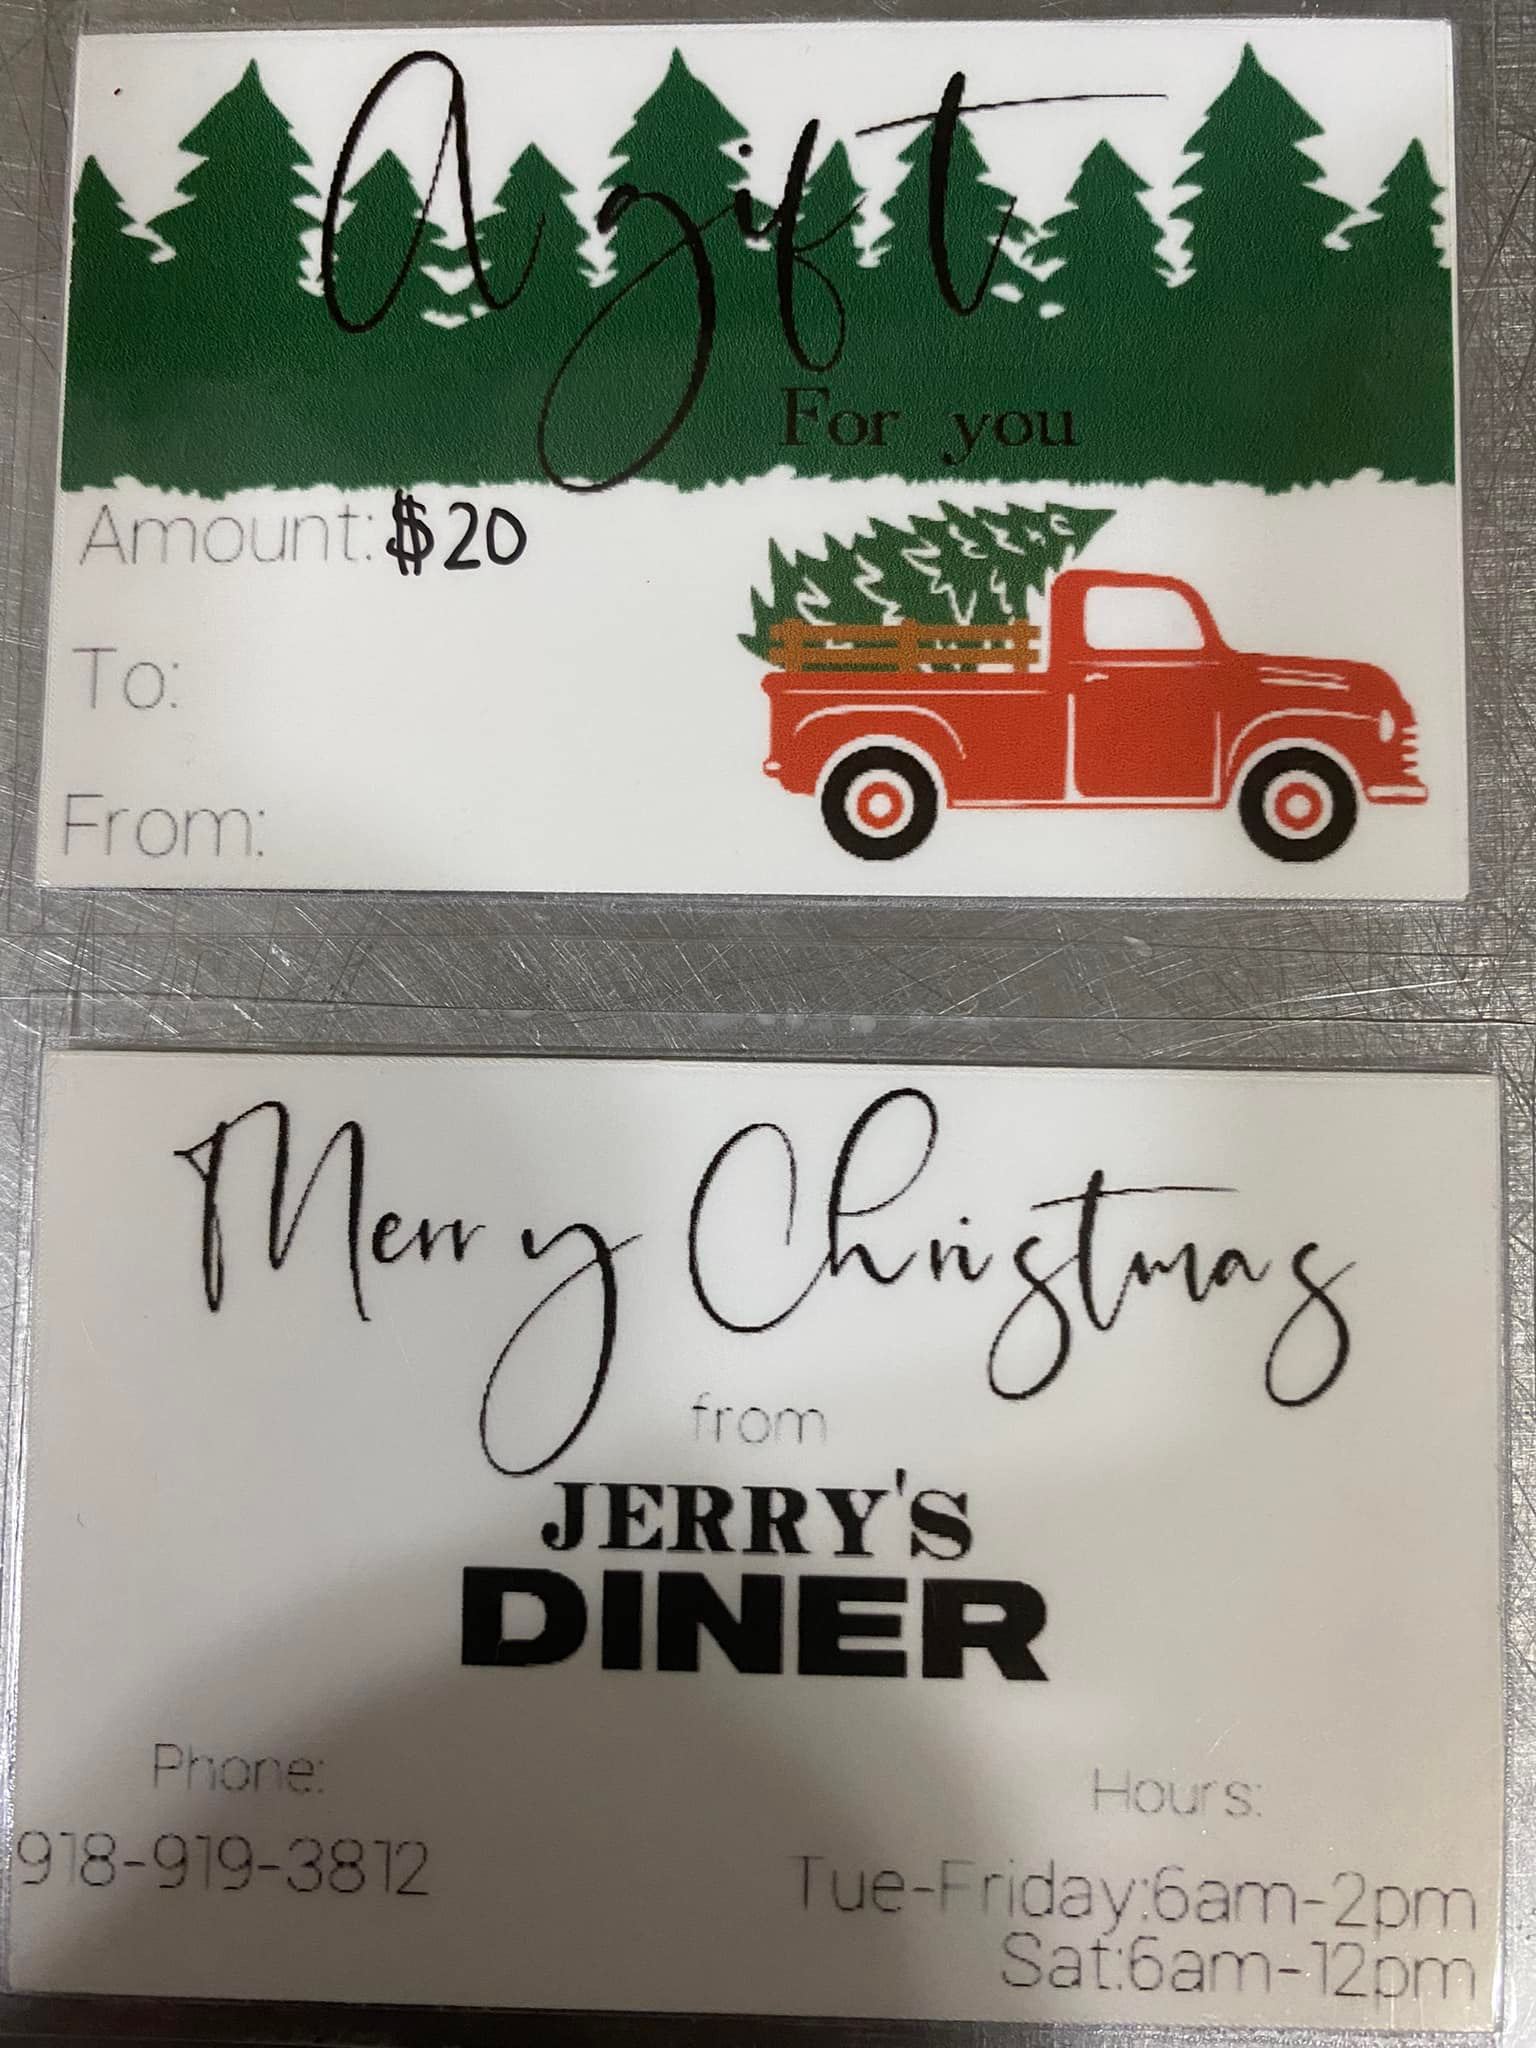 A gift
For you
Amount: $20
To:
From:
Merry Christmas
from
JERRY'S
DINER
Phone:
918-919-3812
Hours:
Tue-Friday:6am-2pm
Sat:6am-12pm